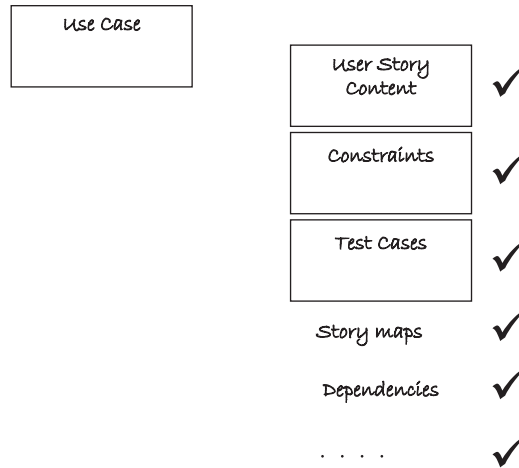 Use Case
User Story
Content
Constraints
Test Cases
Story maps
Dependencies
. . . .